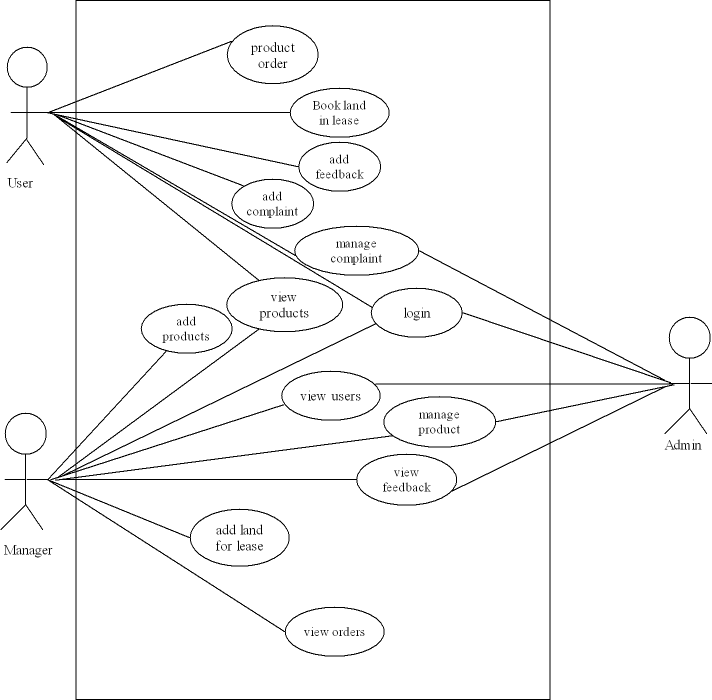 product
order
Book land
in lease
add
feedback
User
add
complaint
manage
complaint
view
products
login
add
products
view users
manage
product
Admin
view
feedback
add land
for lease
Manager
view orders